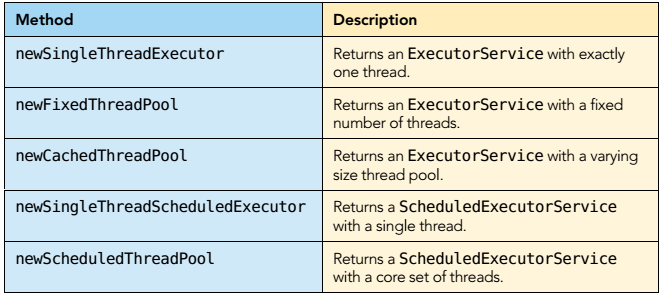 Method Description
newSingleThreadExecutor Returns an ExecutorService with exactly
one thread.
newFixedThreadPool Returns an ExecutorService with a fixed
number of threads.
newCachedThreadPool Returns an ExecutorService with a varying
size thread pool.
newSingleThreadScheduledExecutor Returns a ScheduledExecutorService
with a single thread.
newScheduledThreadPool Returns a ScheduledExecutorService
with a core set of threads.